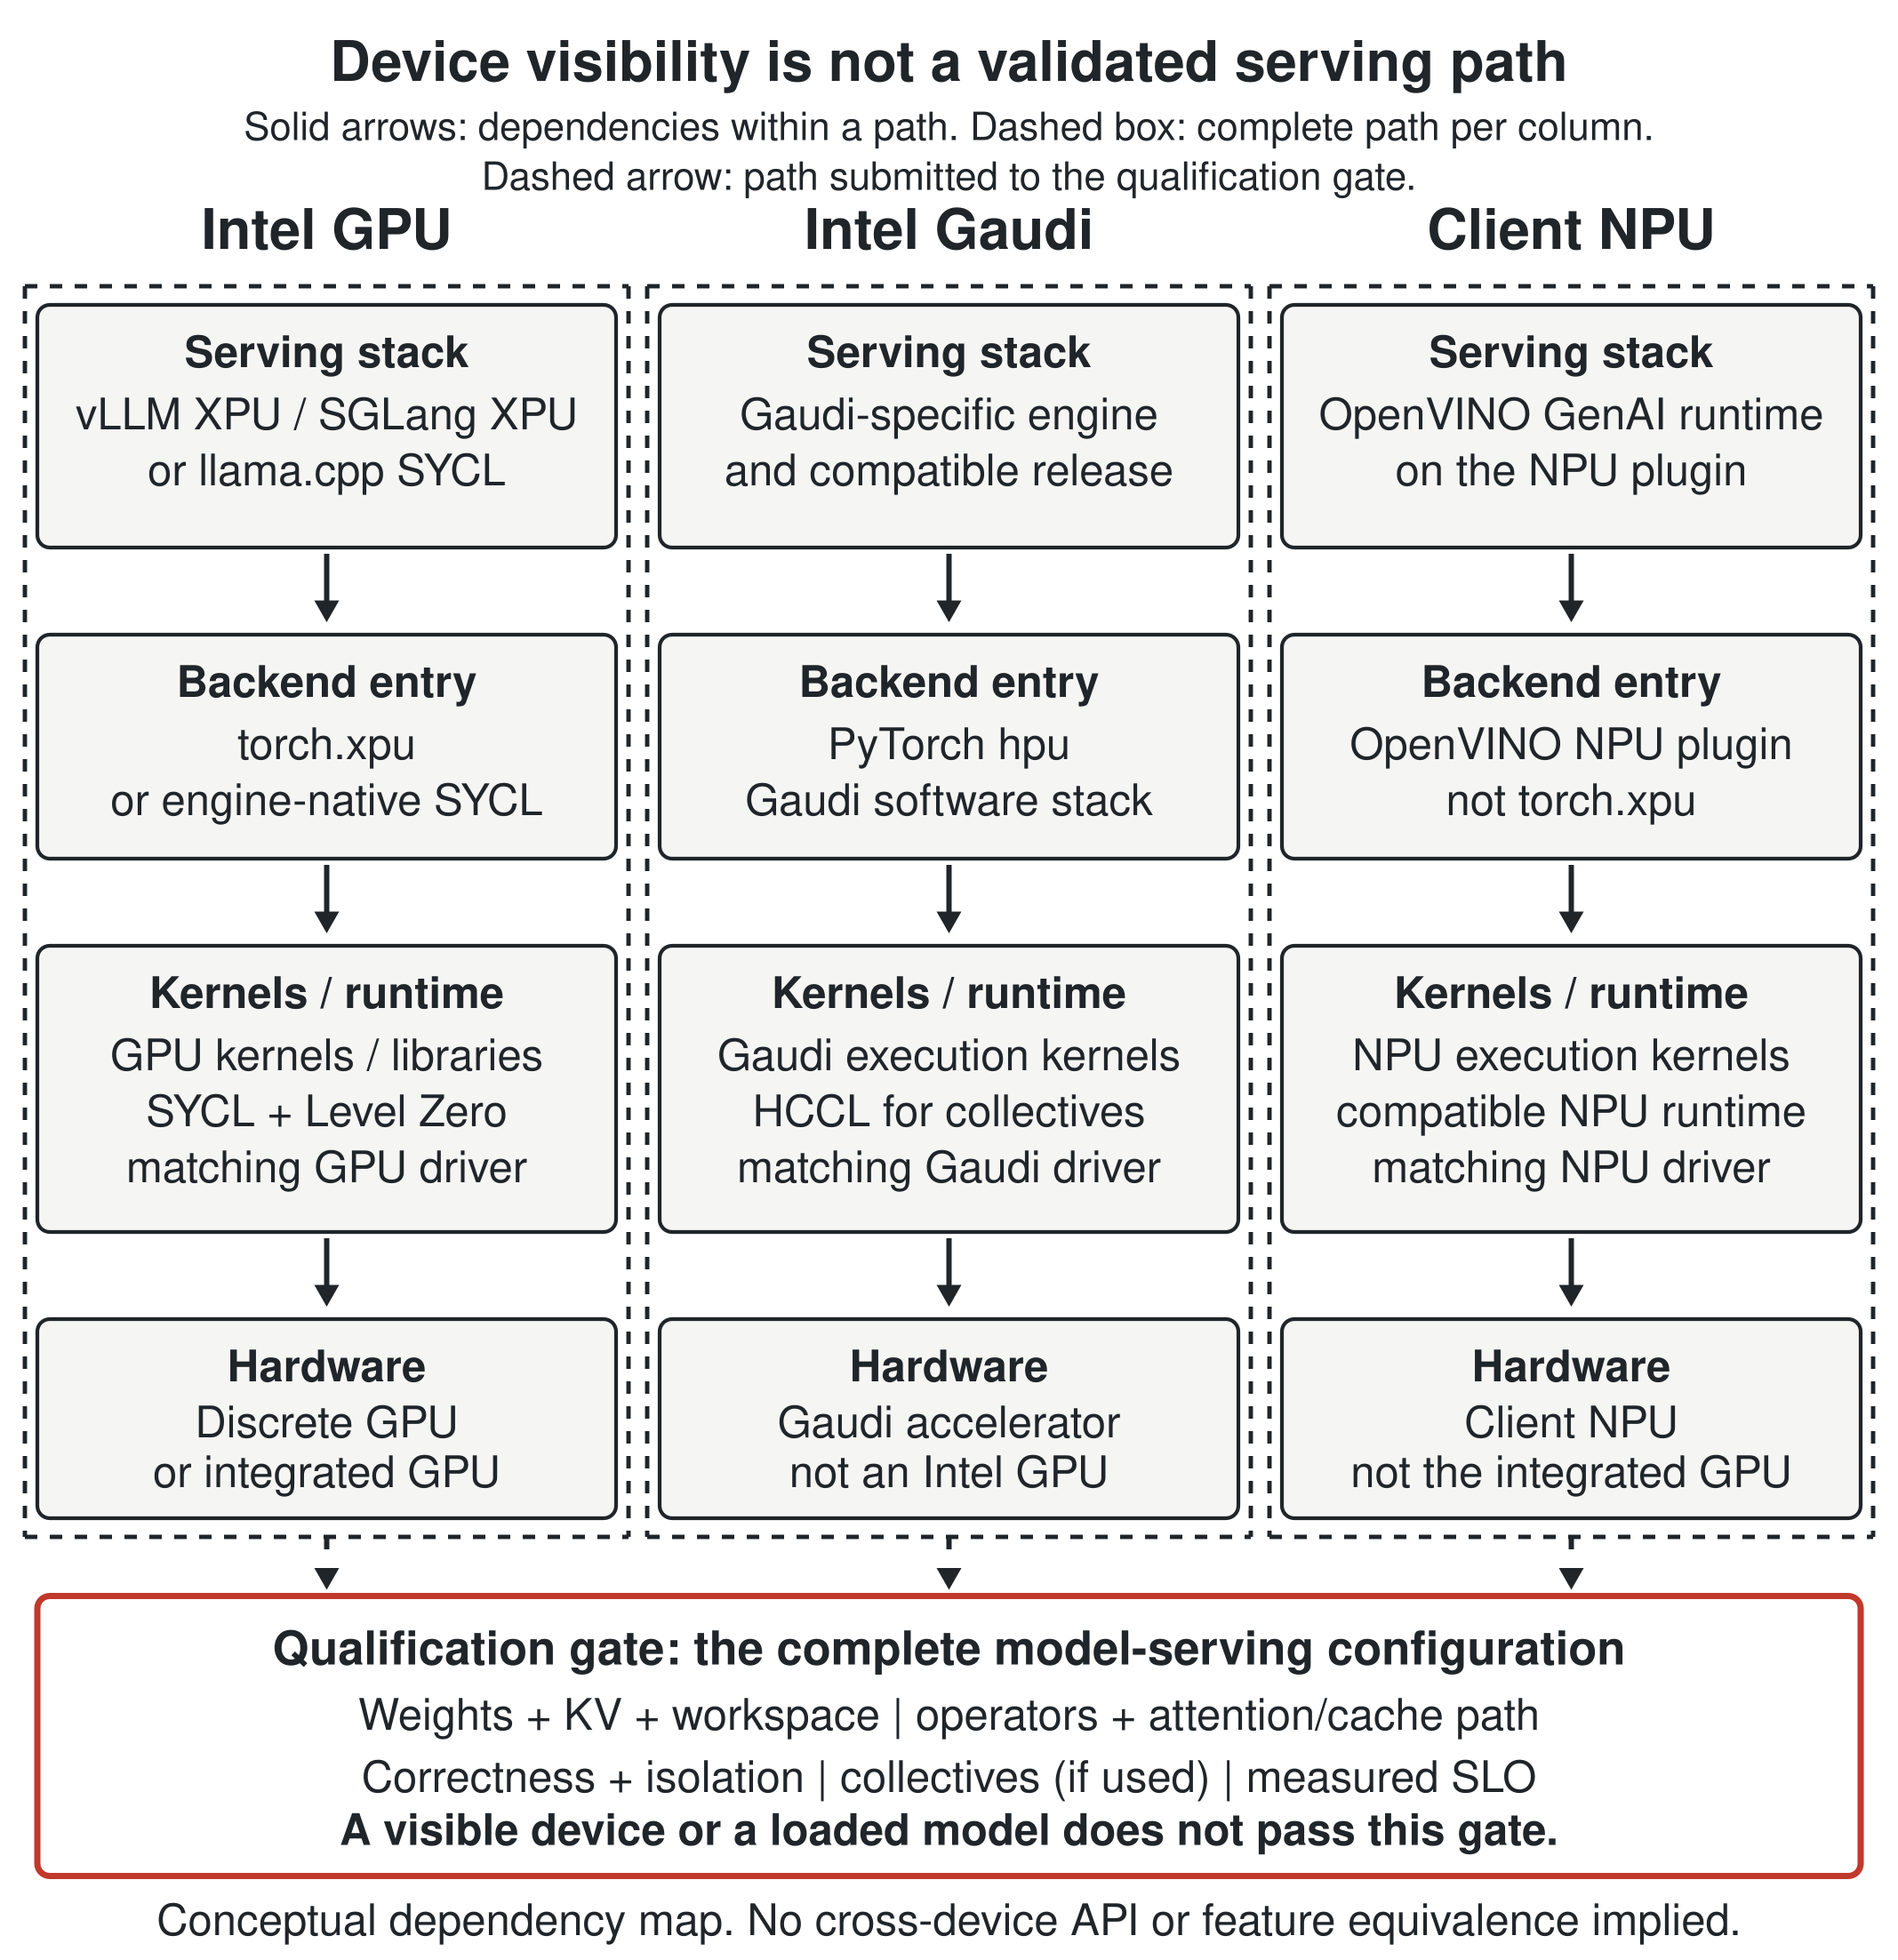 Device visibility is not a validated serving path
Solid arrows: dependencies within a path. Dashed box: complete path per column.
Dashed arrow: path submitted to the qualification gate.
Intel GPU
Serving stack
vLLM XPU / SGLang XPU
or llama.cpp SYCL
Backend entry
torch.xpu
or engine-native SYCL
Kernels / runtime
GPU kernels / libraries
SYCL + Level Zero
matching GPU driver
Hardware
Discrete GPU
or integrated GPU
Intel Gaudi
Serving stack
Gaudi-specific engine
and compatible release
Backend entry
PyTorch hpu
Gaudi software stack
Kernels / runtime
Gaudi execution kernels
HCCL for collectives
matching Gaudi driver
Hardware
Gaudi accelerator
not an Intel GPU
Client NPU
Serving stack
OpenVINO GenAI runtime
on the NPU plugin
Backend entry
OpenVINO NPU plugin
not torch.xpu
Kernels / runtime
NPU execution kernels
compatible NPU runtime
matching NPU driver
Hardware
Client NPU
not the integrated GPU
Qualification gate: the complete model-serving configuration
Weights + KV + workspace | operators + attention/cache path
Correctness + isolation | collectives (if used) | measured SLO
A visible device or a loaded model does not pass this gate.
Conceptual dependency map. No cross-device API or feature equivalence implied.